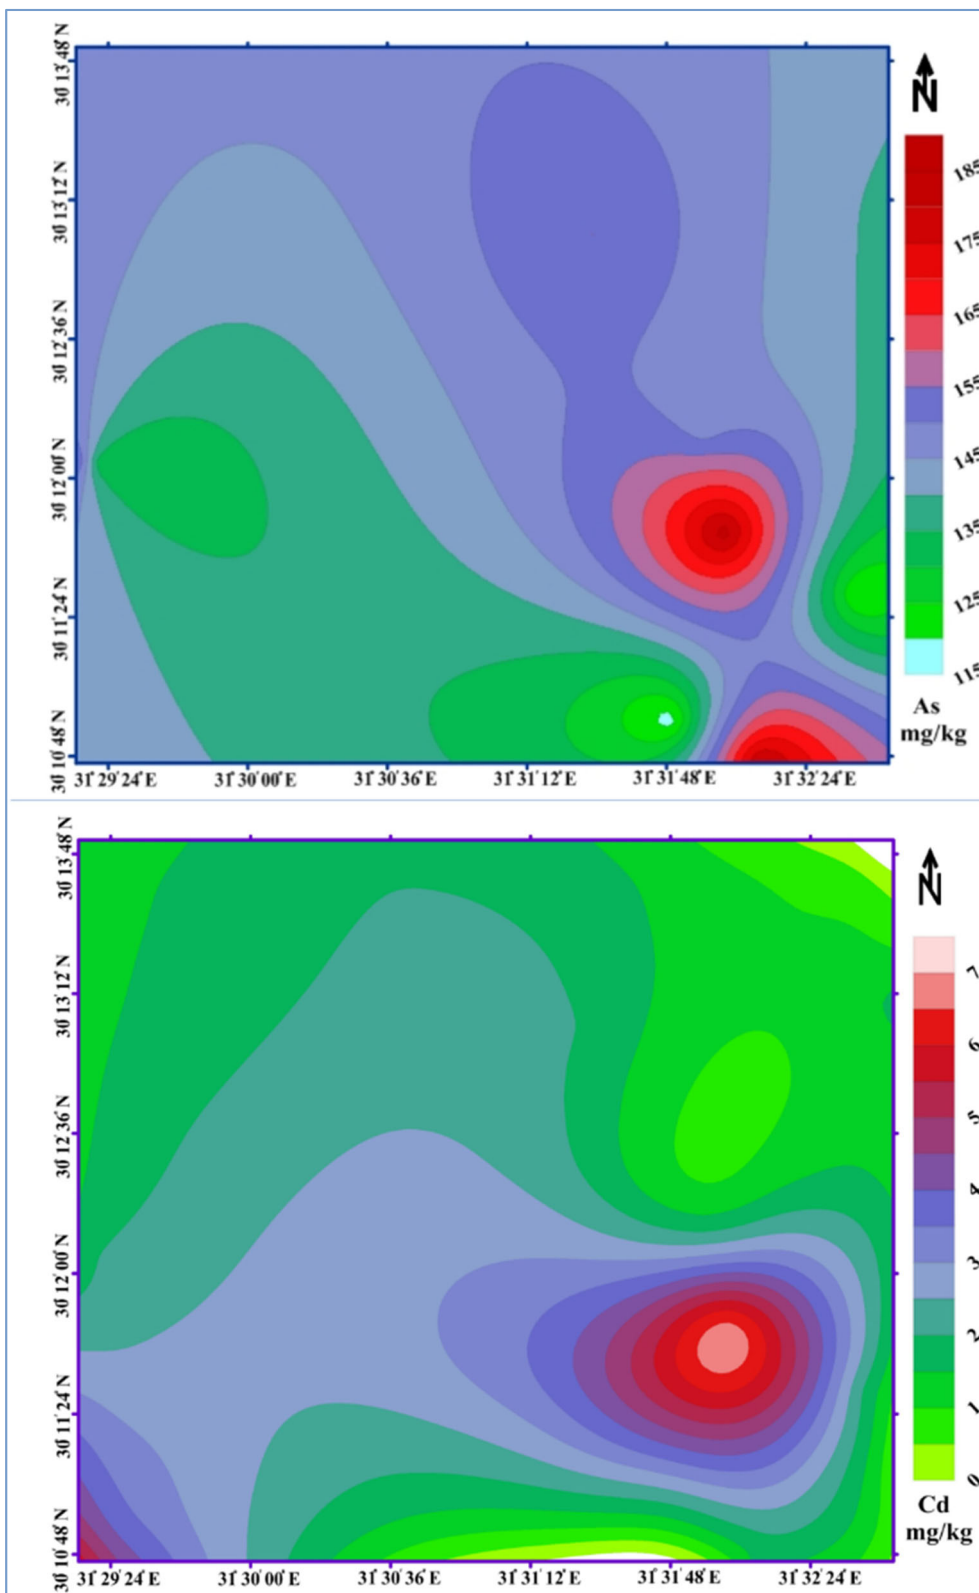 N
30°13′48″N
30°13′12″N
30°12′36″N
30°12′00″N
30°11′24″N
30°10′48″N
31°29′24″E 31°30′00″E 31°30′36″E 31°31′12″E 31°31′48″E 31°32′24″E
185
175
165
155
145
135
125
115
As
mg/kg
N
30°13′48″N
30°13′12″N
30°12′36″N
30°12′00″N
30°11′24″N
30°10′48″N
31°29′24″E 31°30′00″E 31°30′36″E 31°31′12″E 31°31′48″E 31°32′24″E
7
6
5
4
3
2
1
0
Cd
mg/kg